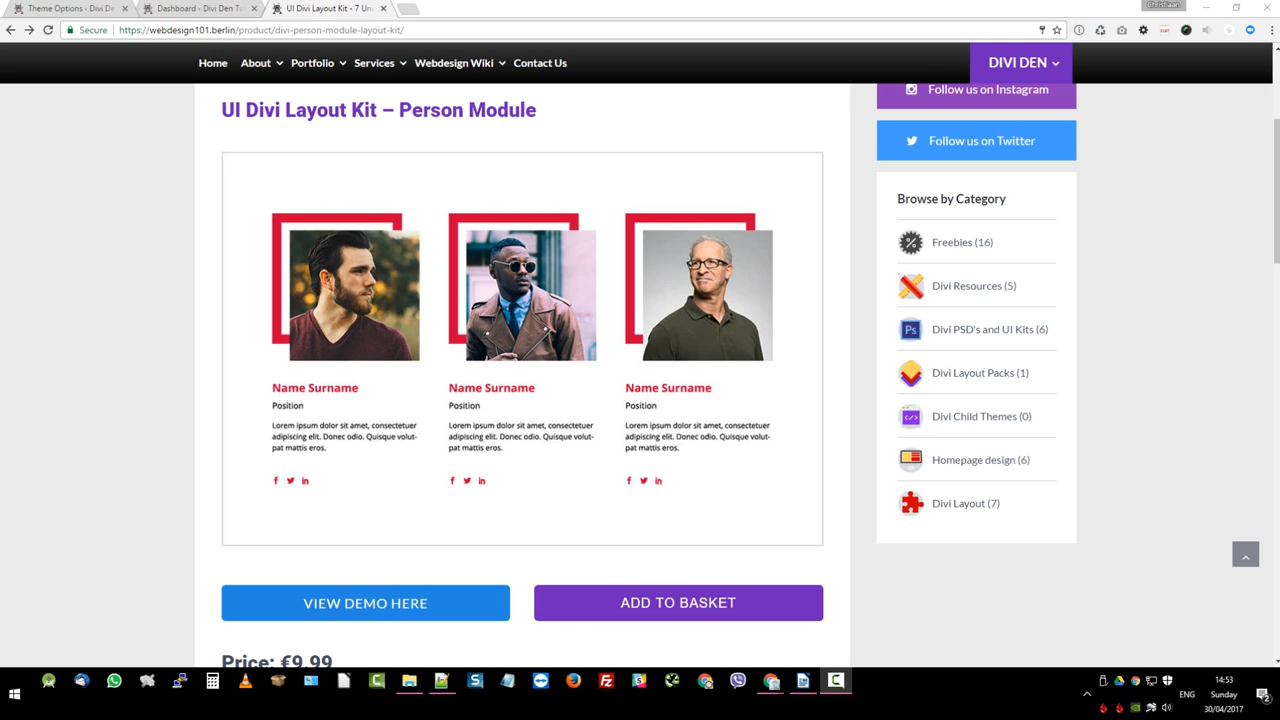 Theme Options - Divi De
Dashboard - Divi Den Tu
UI Divi Layout Kit - 7 Uni
Christiaan
Secure
https://webdesign101.berlin/product/divi-person-module-layout-kit/
Home
About
Portfolio
Services
Webdesign Wiki
Contact Us
DIVI DEN
UI Divi Layout Kit – Person Module
Follow us on Instagram
Follow us on Twitter
Browse by Category
Freebies (16)
Divi Resources (5)
Ps
Divi PSD's and UI Kits (6)
Divi Layout Packs (1)
Divi Child Themes (0)
Homepage design (6)
Divi Layout (7)
Name Surname
Position
Lorem ipsum dolor sit amet, consectetuer
adipiscing elit. Donec odio. Quisque volut-
pat mattis eros.
Name Surname
Position
Lorem ipsum dolor sit amet, consectetuer
adipiscing elit. Donec odio. Quisque volut-
pat mattis eros.
Name Surname
Position
Lorem ipsum dolor sit amet, consectetuer
adipiscing elit. Donec odio. Quisque volut-
pat mattis eros.
VIEW DEMO HERE
ADD TO BASKET
Price: €9.99
ENG
14:53
Sunday
30/04/2017
2